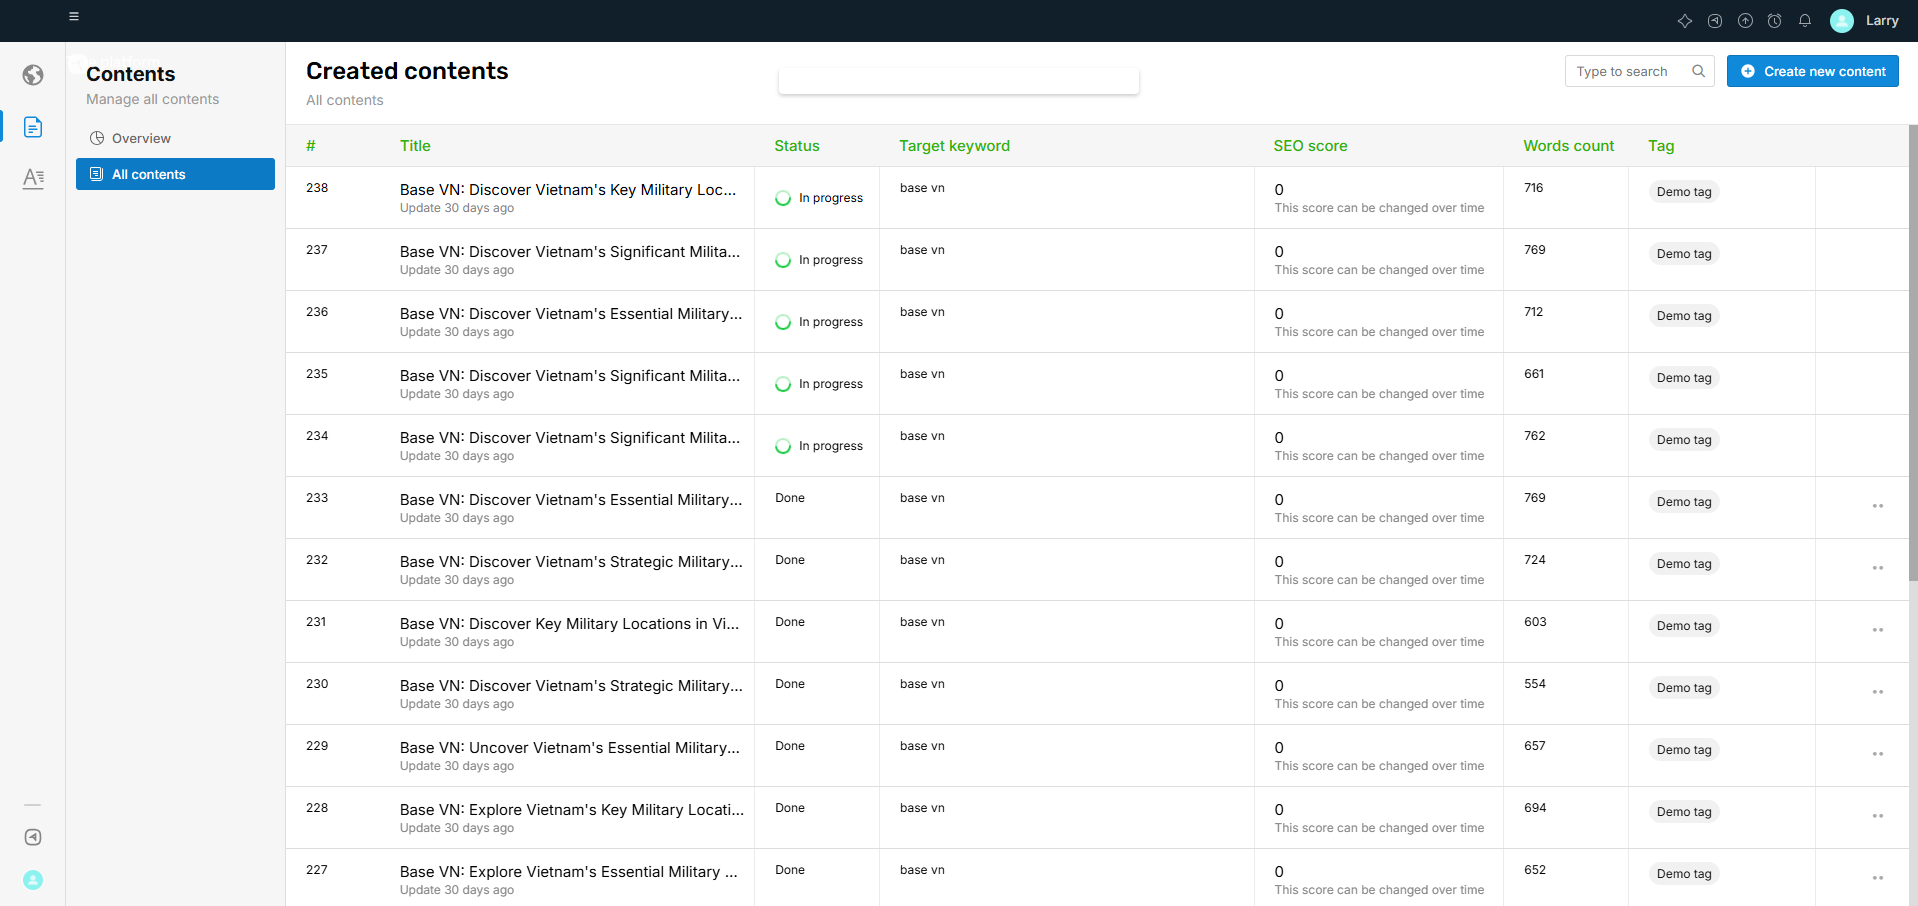 Larry
Contents
Manage all contents
Overview
All contents
Created contents
All contents
Type to search
Create new content
# Title Status Target keyword SEO score Words count Tag
238 Base VN: Discover Vietnam's Key Military Loc... In progress base vn 0 716 Demo tag
Update 30 days ago This score can be changed over time
237 Base VN: Discover Vietnam's Significant Milita... In progress base vn 0 769 Demo tag
Update 30 days ago This score can be changed over time
236 Base VN: Discover Vietnam's Essential Military... In progress base vn 0 712 Demo tag
Update 30 days ago This score can be changed over time
235 Base VN: Discover Vietnam's Significant Milita... In progress base vn 0 661 Demo tag
Update 30 days ago This score can be changed over time
234 Base VN: Discover Vietnam's Significant Milita... In progress base vn 0 762 Demo tag
Update 30 days ago This score can be changed over time
233 Base VN: Discover Vietnam's Essential Military... Done base vn 0 769 Demo tag
Update 30 days ago This score can be changed over time
232 Base VN: Discover Vietnam's Strategic Military... Done base vn 0 724 Demo tag
Update 30 days ago This score can be changed over time
231 Base VN: Discover Key Military Locations in Vi... Done base vn 0 603 Demo tag
Update 30 days ago This score can be changed over time
230 Base VN: Discover Vietnam's Strategic Military... Done base vn 0 554 Demo tag
Update 30 days ago This score can be changed over time
229 Base VN: Uncover Vietnam's Essential Military... Done base vn 0 657 Demo tag
Update 30 days ago This score can be changed over time
228 Base VN: Explore Vietnam's Key Military Locati... Done base vn 0 694 Demo tag
Update 30 days ago This score can be changed over time
227 Base VN: Explore Vietnam's Essential Military ... Done base vn 0 652 Demo tag
Update 30 days ago This score can be changed over time